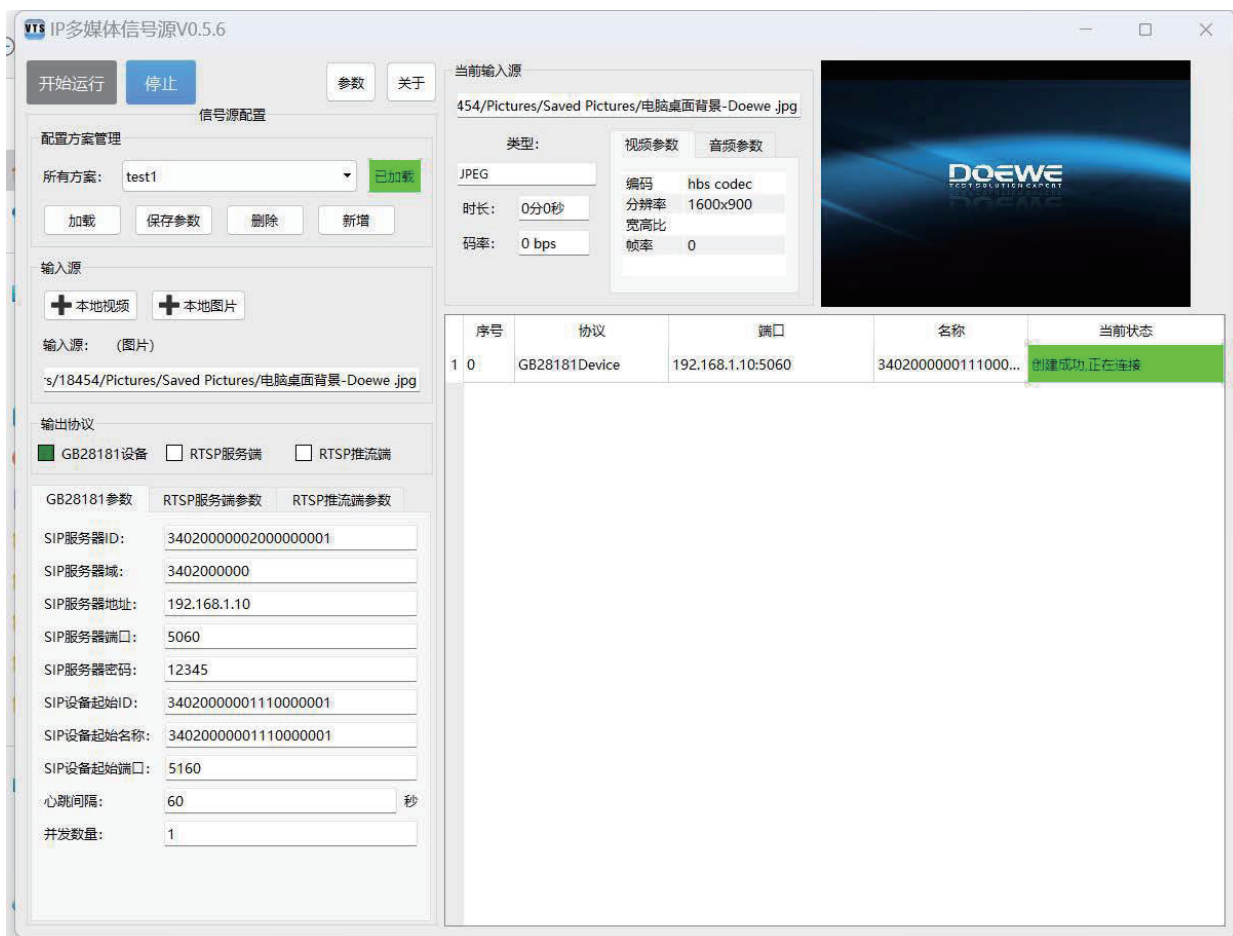 VTS IP多媒体信号源V0.5.6
开始运行 停止 参数 关于
信号源配置
配置方案管理
所有方案: test1 已加载
加载 保存参数 删除 新增
输入源
本地视频 本地图片
输入源: (图片)
s/18454/Pictures/Saved Pictures/电脑桌面背景-Doewe .jpg
输出协议
GB28181设备 RTSP服务端 RTSP推流端
GB28181参数 RTSP服务端参数 RTSP推流端参数
SIP服务器ID: 34020000002000000001
SIP服务器域: 3402000000
SIP服务器地址: 192.168.1.10
SIP服务器端口: 5060
SIP服务器密码: 12345
SIP设备起始ID: 34020000001110000001
SIP设备起始名称: 34020000001110000001
SIP设备起始端口: 5160
心跳间隔: 60 秒
并发数量: 1
当前输入源
454/Pictures/Saved Pictures/电脑桌面背景-Doewe .jpg
类型:
JPEG
时长: 0分0秒
码率: 0 bps
视频参数 音频参数
编码 hbs codec
分辨率 1600x900
宽高比
帧率 0
DOEWE
TEST SOLUTION EXPERT
序号 协议 端口 名称 当前状态
1 0 GB28181Device 192.168.1.10:5060 3402000000111000... 创建成功,正在连接